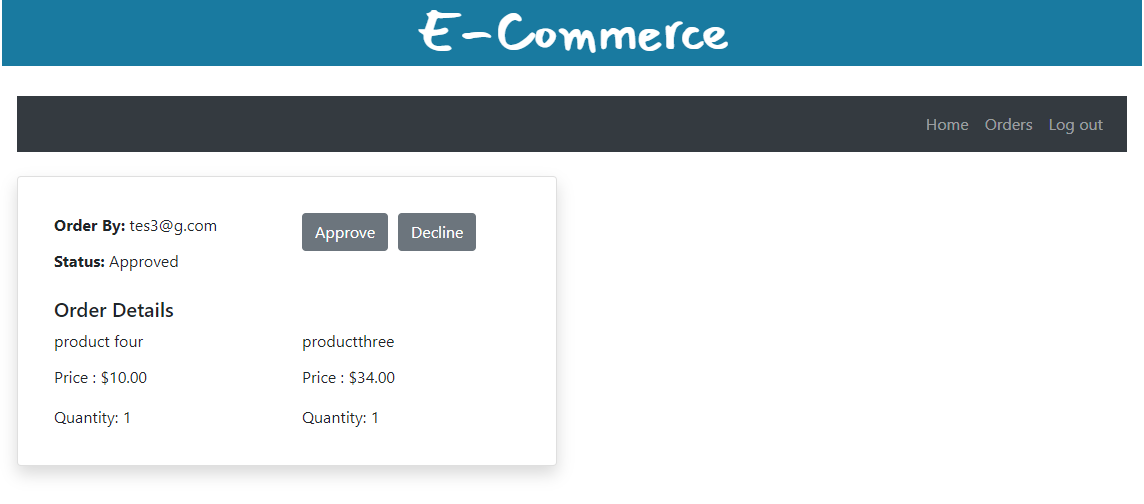 E-Commerce
Home Orders Log out
Order By: tes3@g.com
Approve Decline
Status: Approved
Order Details
product four productthree
Price : $10.00 Price : $34.00
Quantity: 1 Quantity: 1